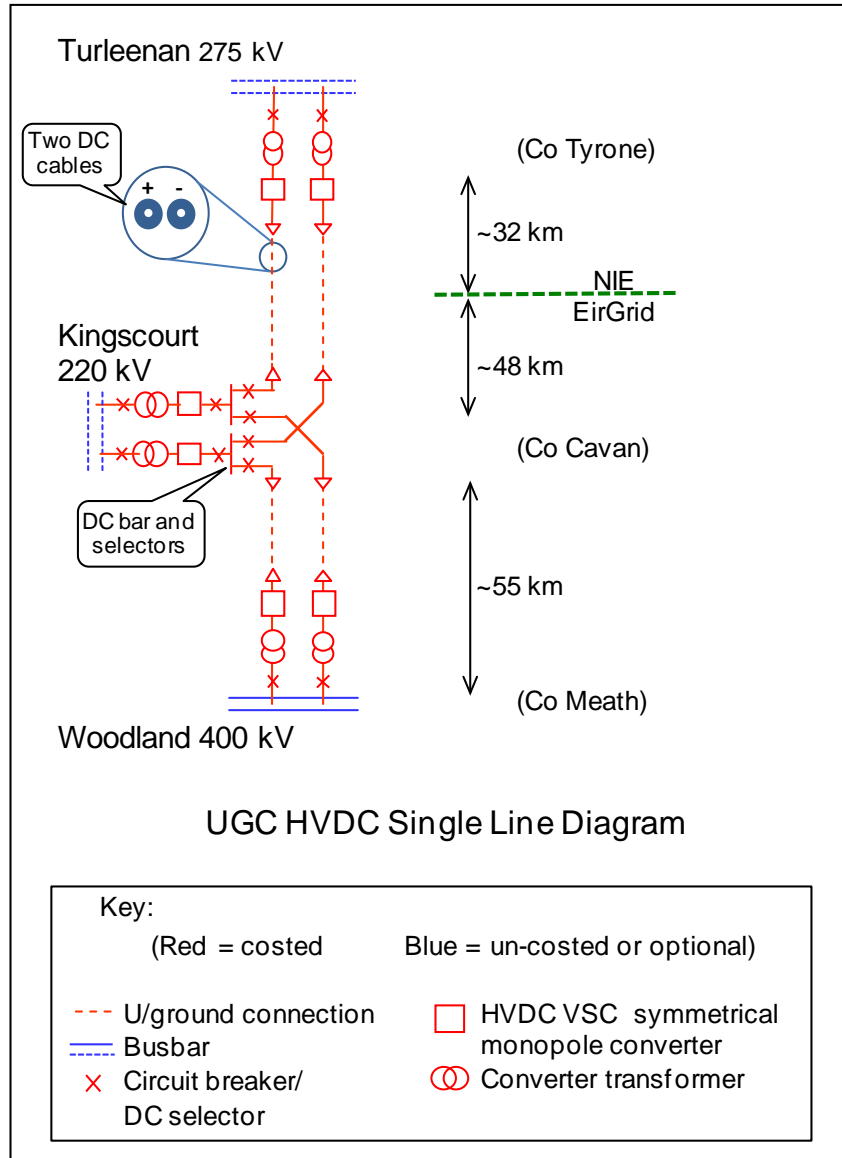 Turleenan 275 kV
Two DC
cables
+ -
(Co Tyrone)
~32 km
NIE
EirGrid
Kingscourt
220 kV
~48 km
(Co Cavan)
DC bar and
selectors
~55 km
(Co Meath)
Woodland 400 kV
UGC HVDC Single Line Diagram
Key:
(Red = costed Blue = un-costed or optional)
U/ground connection
Busbar
Circuit breaker/
DC selector
HVDC VSC symmetrical
monopole converter
Converter transformer